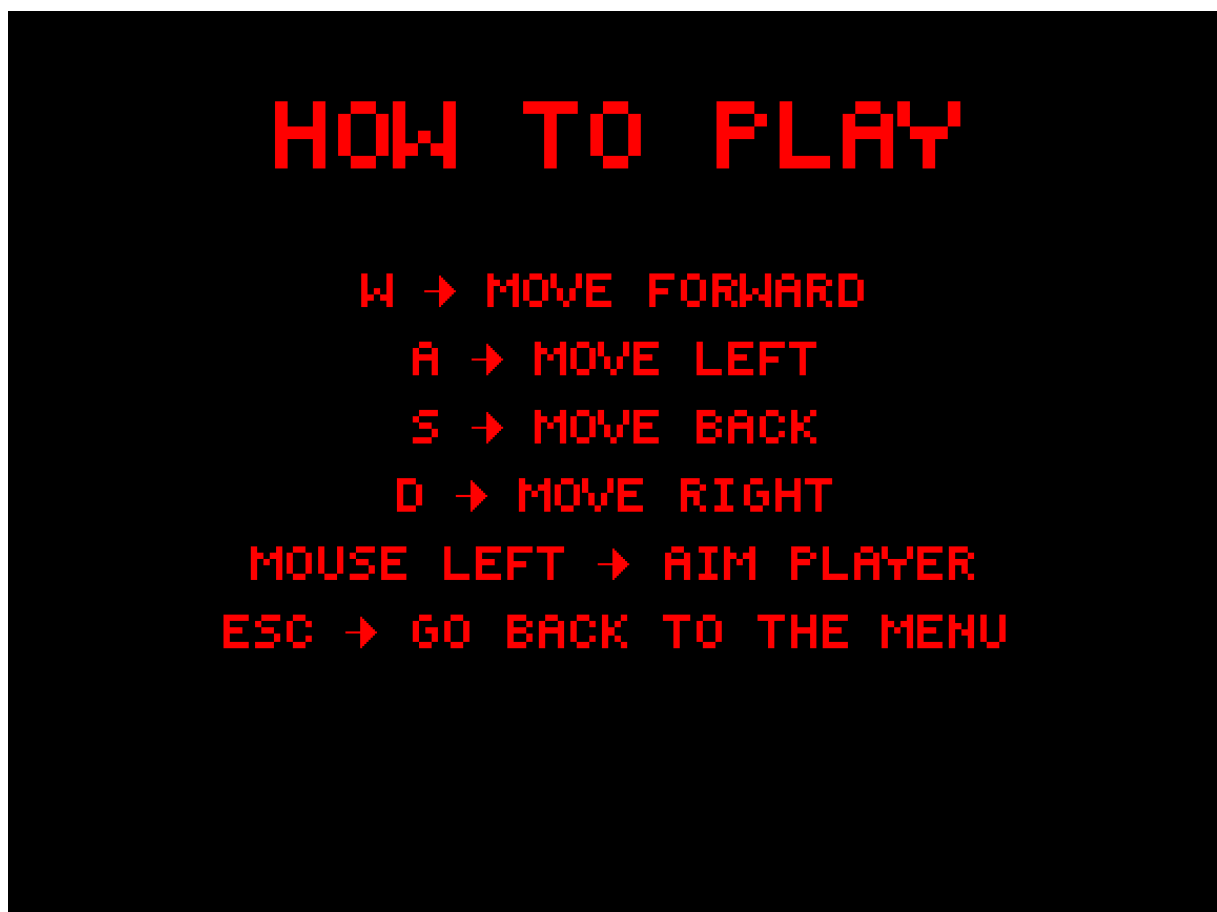 HOW TO PLAY
W → MOVE FORWARD
A → MOVE LEFT
S → MOVE BACK
D → MOVE RIGHT
MOUSE LEFT → AIM PLAYER
ESC → GO BACK TO THE MENU